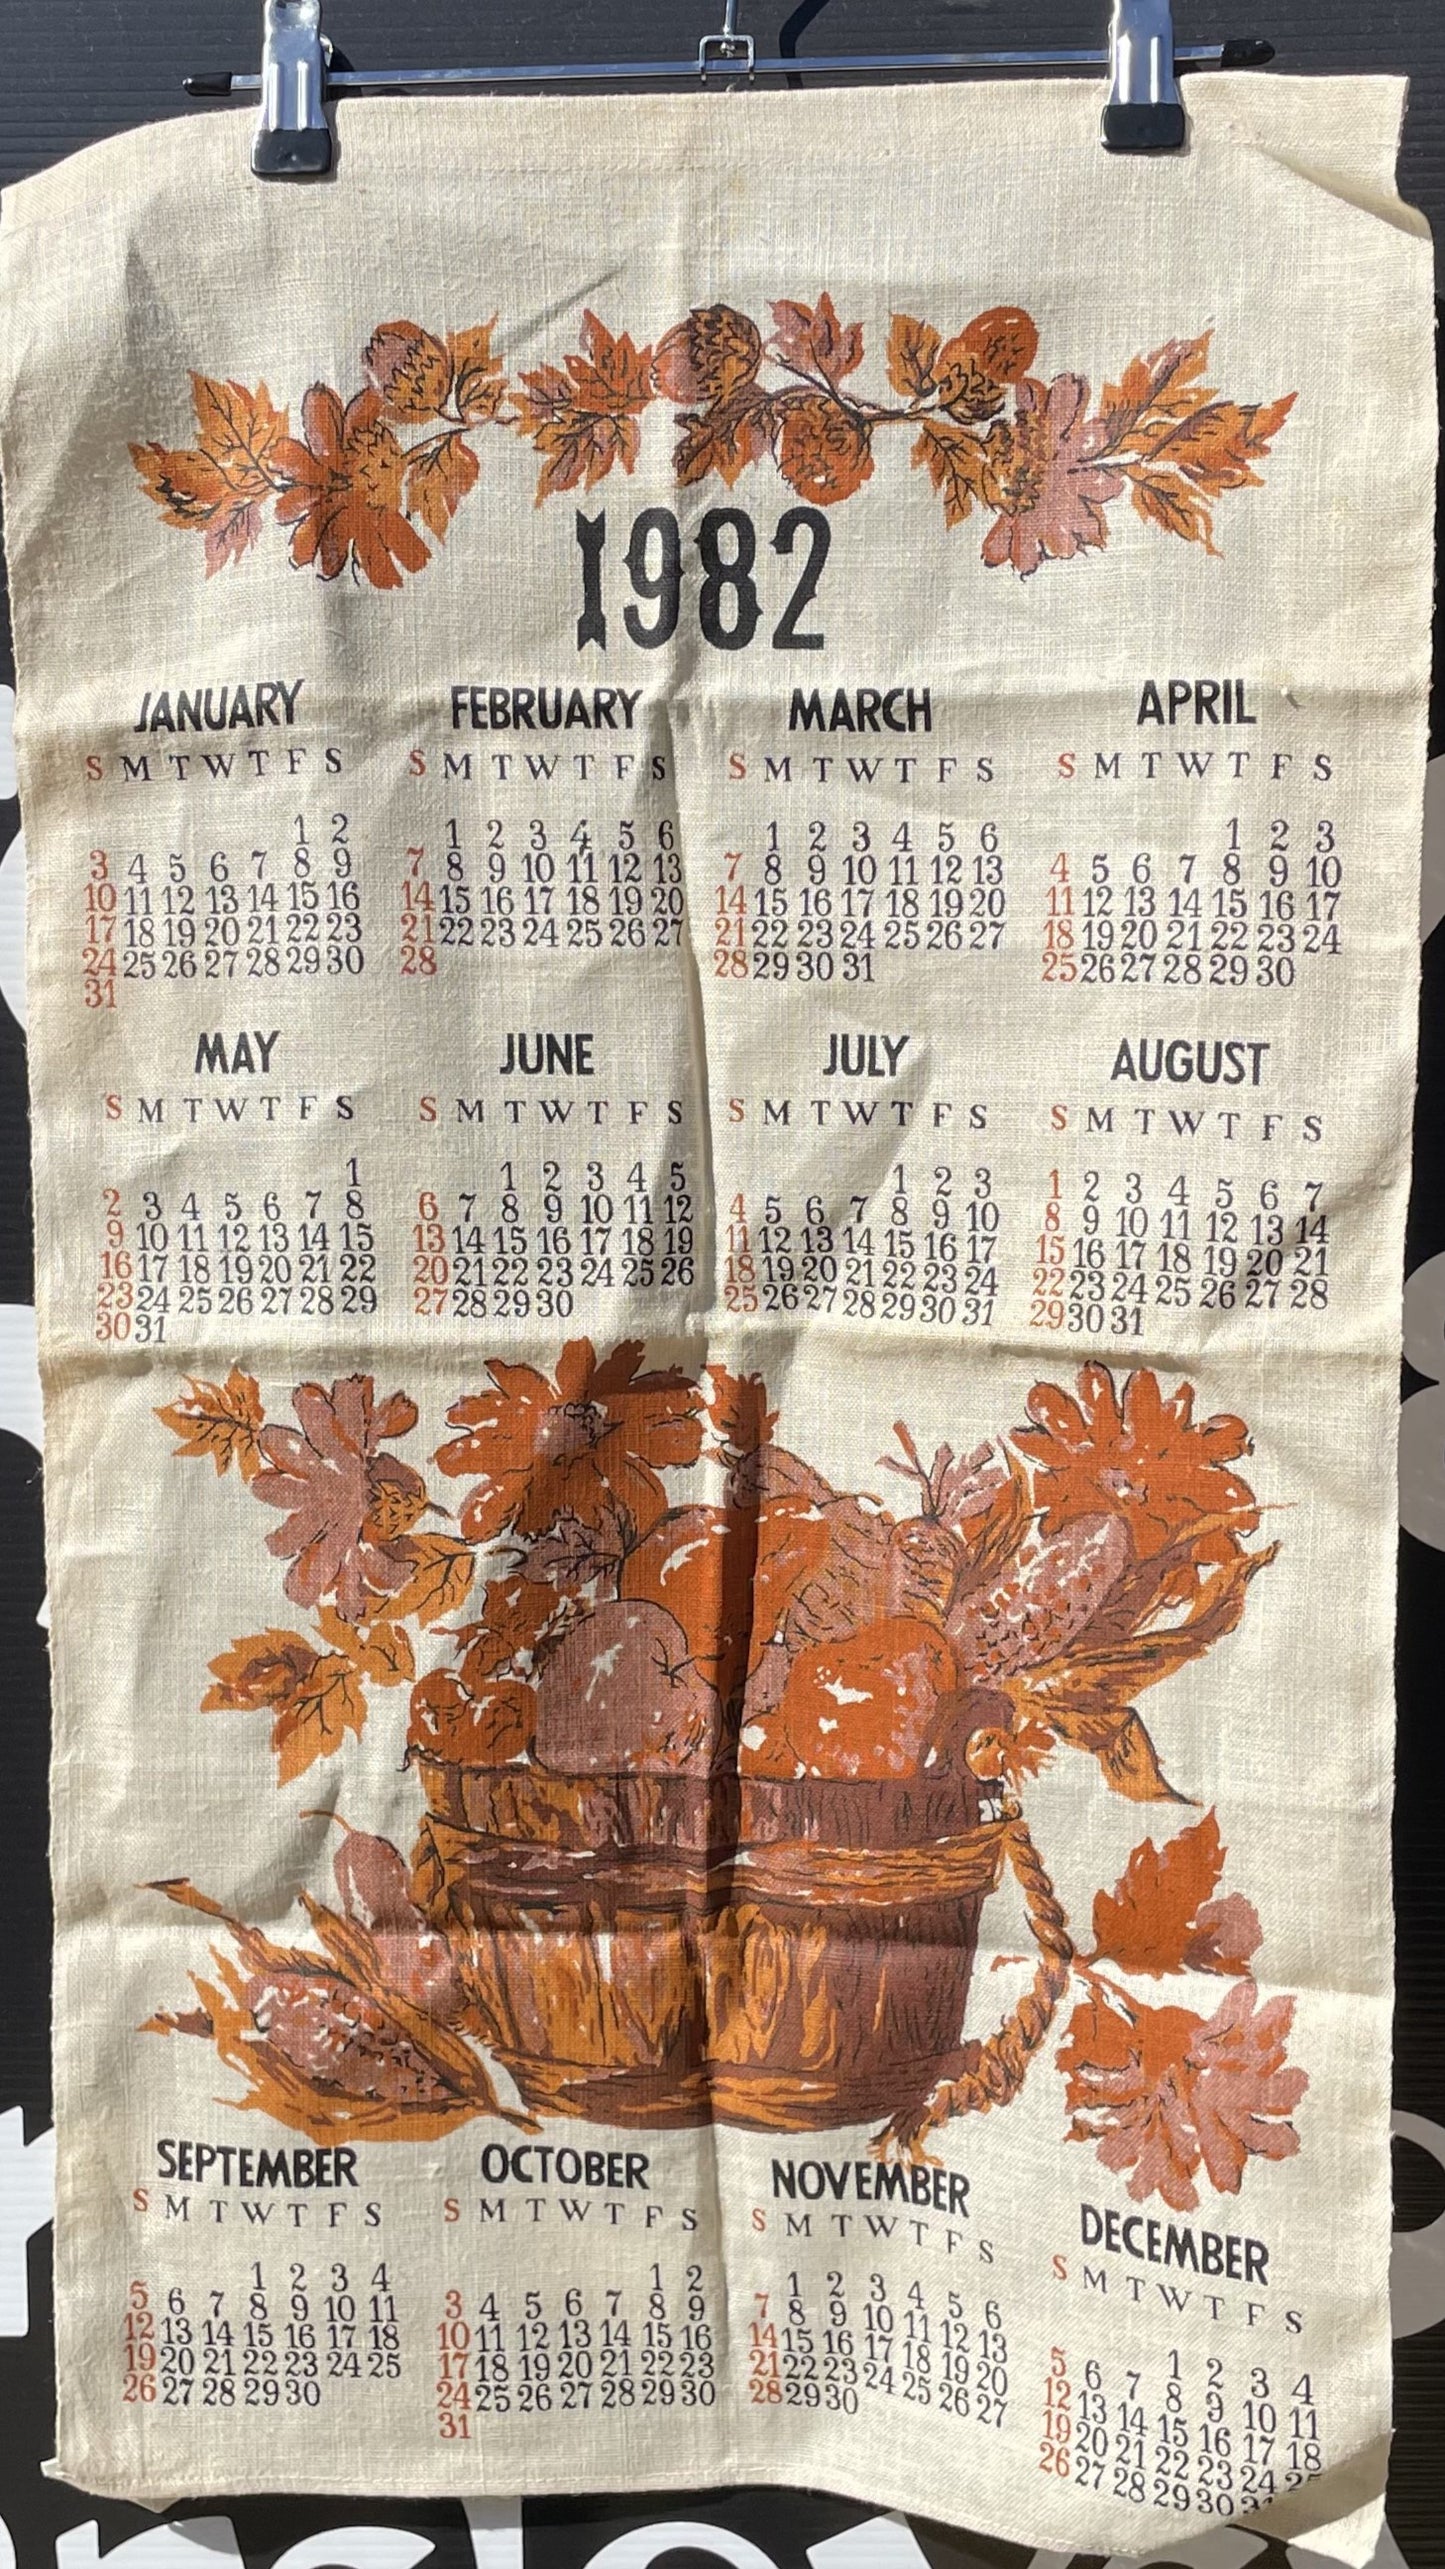 1982
JANUARY FEBRUARY MARCH APRIL
S M T W T F S S M T W T F S S M T W T F S S M T W T F S
1 2 1 2 3 4 5 6 1 2 3 4 5 6 1 2 3
3 4 5 6 7 8 9 7 8 9 10 11 12 13 7 8 9 10 11 12 13 4 5 6 7 8 9 10
10 11 12 13 14 15 16 14 15 16 17 18 19 20 14 15 16 17 18 19 20 11 12 13 14 15 16 17
17 18 19 20 21 22 23 21 22 23 24 25 26 27 21 22 23 24 25 26 27 18 19 20 21 22 23 24
24 25 26 27 28 29 30 28 28 29 30 31 25 26 27 28 29 30
31
MAY JUNE JULY AUGUST
S M T W T F S S M T W T F S S M T W T F S S M T W T F S
1 1 2 3 4 5 1 2 3 1 2 3 4 5 6 7
2 3 4 5 6 7 8 6 7 8 9 10 11 12 4 5 6 7 8 9 10 8 9 10 11 12 13 14
9 10 11 12 13 14 15 13 14 15 16 17 18 19 11 12 13 14 15 16 17 15 16 17 18 19 20 21
16 17 18 19 20 21 22 20 21 22 23 24 25 26 18 19 20 21 22 23 24 22 23 24 25 26 27 28
23 24 25 26 27 28 29 27 28 29 30 25 26 27 28 29 30 31 29 30 31
30 31
SEPTEMBER OCTOBER NOVEMBER DECEMBER
S M T W T F S S M T W T F S S M T W T F S S M T W T F S
1 2 3 4 1 2 1 2 3 4 5 6 1 2 3 4
5 6 7 8 9 10 11 3 4 5 6 7 8 9 7 8 9 10 11 12 13 5 6 7 8 9 10 11
12 13 14 15 16 17 18 10 11 12 13 14 15 16 14 15 16 17 18 19 20 12 13 14 15 16 17 18
19 20 21 22 23 24 25 17 18 19 20 21 22 23 21 22 23 24 25 26 27 19 20 21 22 23 24 25
26 27 28 29 30 24 25 26 27 28 29 30 28 29 30 26 27 28 29 30 31
31